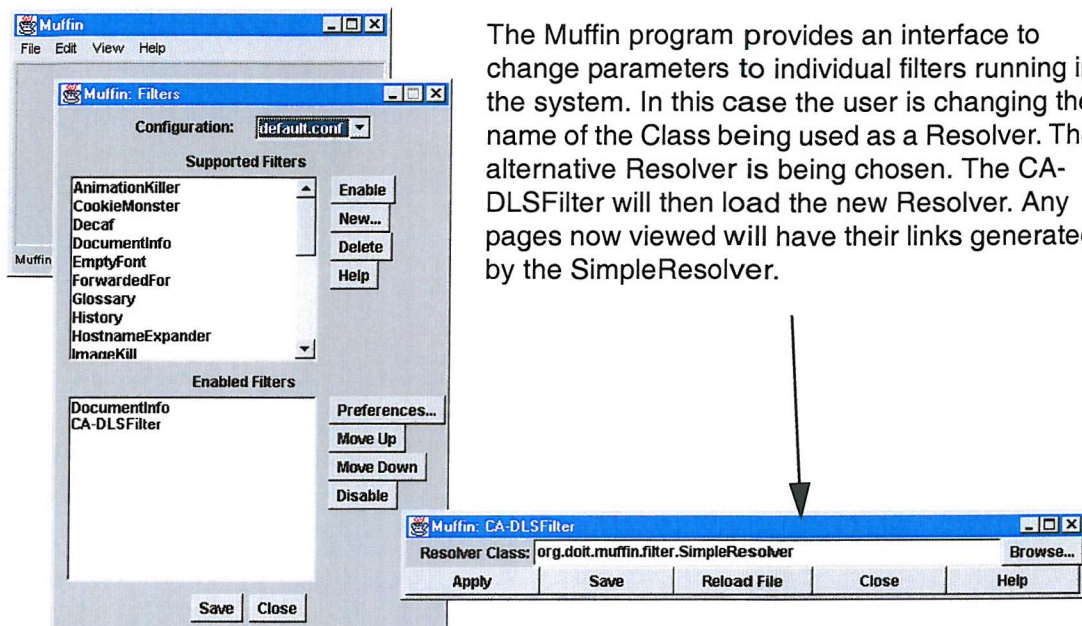 Muffin
File Edit View Help
Muffin
Muffin: Filters
Configuration: default.conf
Supported Filters
AnimationKiller
CookieMonster
Decaf
DocumentInfo
EmptyFont
ForwardedFor
Glossary
History
HostnameExpander
ImageKill
Enable
New...
Delete
Help
Enabled Filters
DocumentInfo
CA-DLSFilter
Preferences...
Move Up
Move Down
Disable
Save Close
The Muffin program provides an interface to
change parameters to individual filters running
the system. In this case the user is changing
name of the Class being used as a Resolver.
alternative Resolver is being chosen. The CA-
DLSFilter will then load the new Resolver. Any
pages now viewed will have their links
by the SimpleResolver.
Muffin: CA-DLSFilter
Resolver Class: org.doit.muffin.filter.SimpleResolver Browse...
Apply Save Reload File Close Help